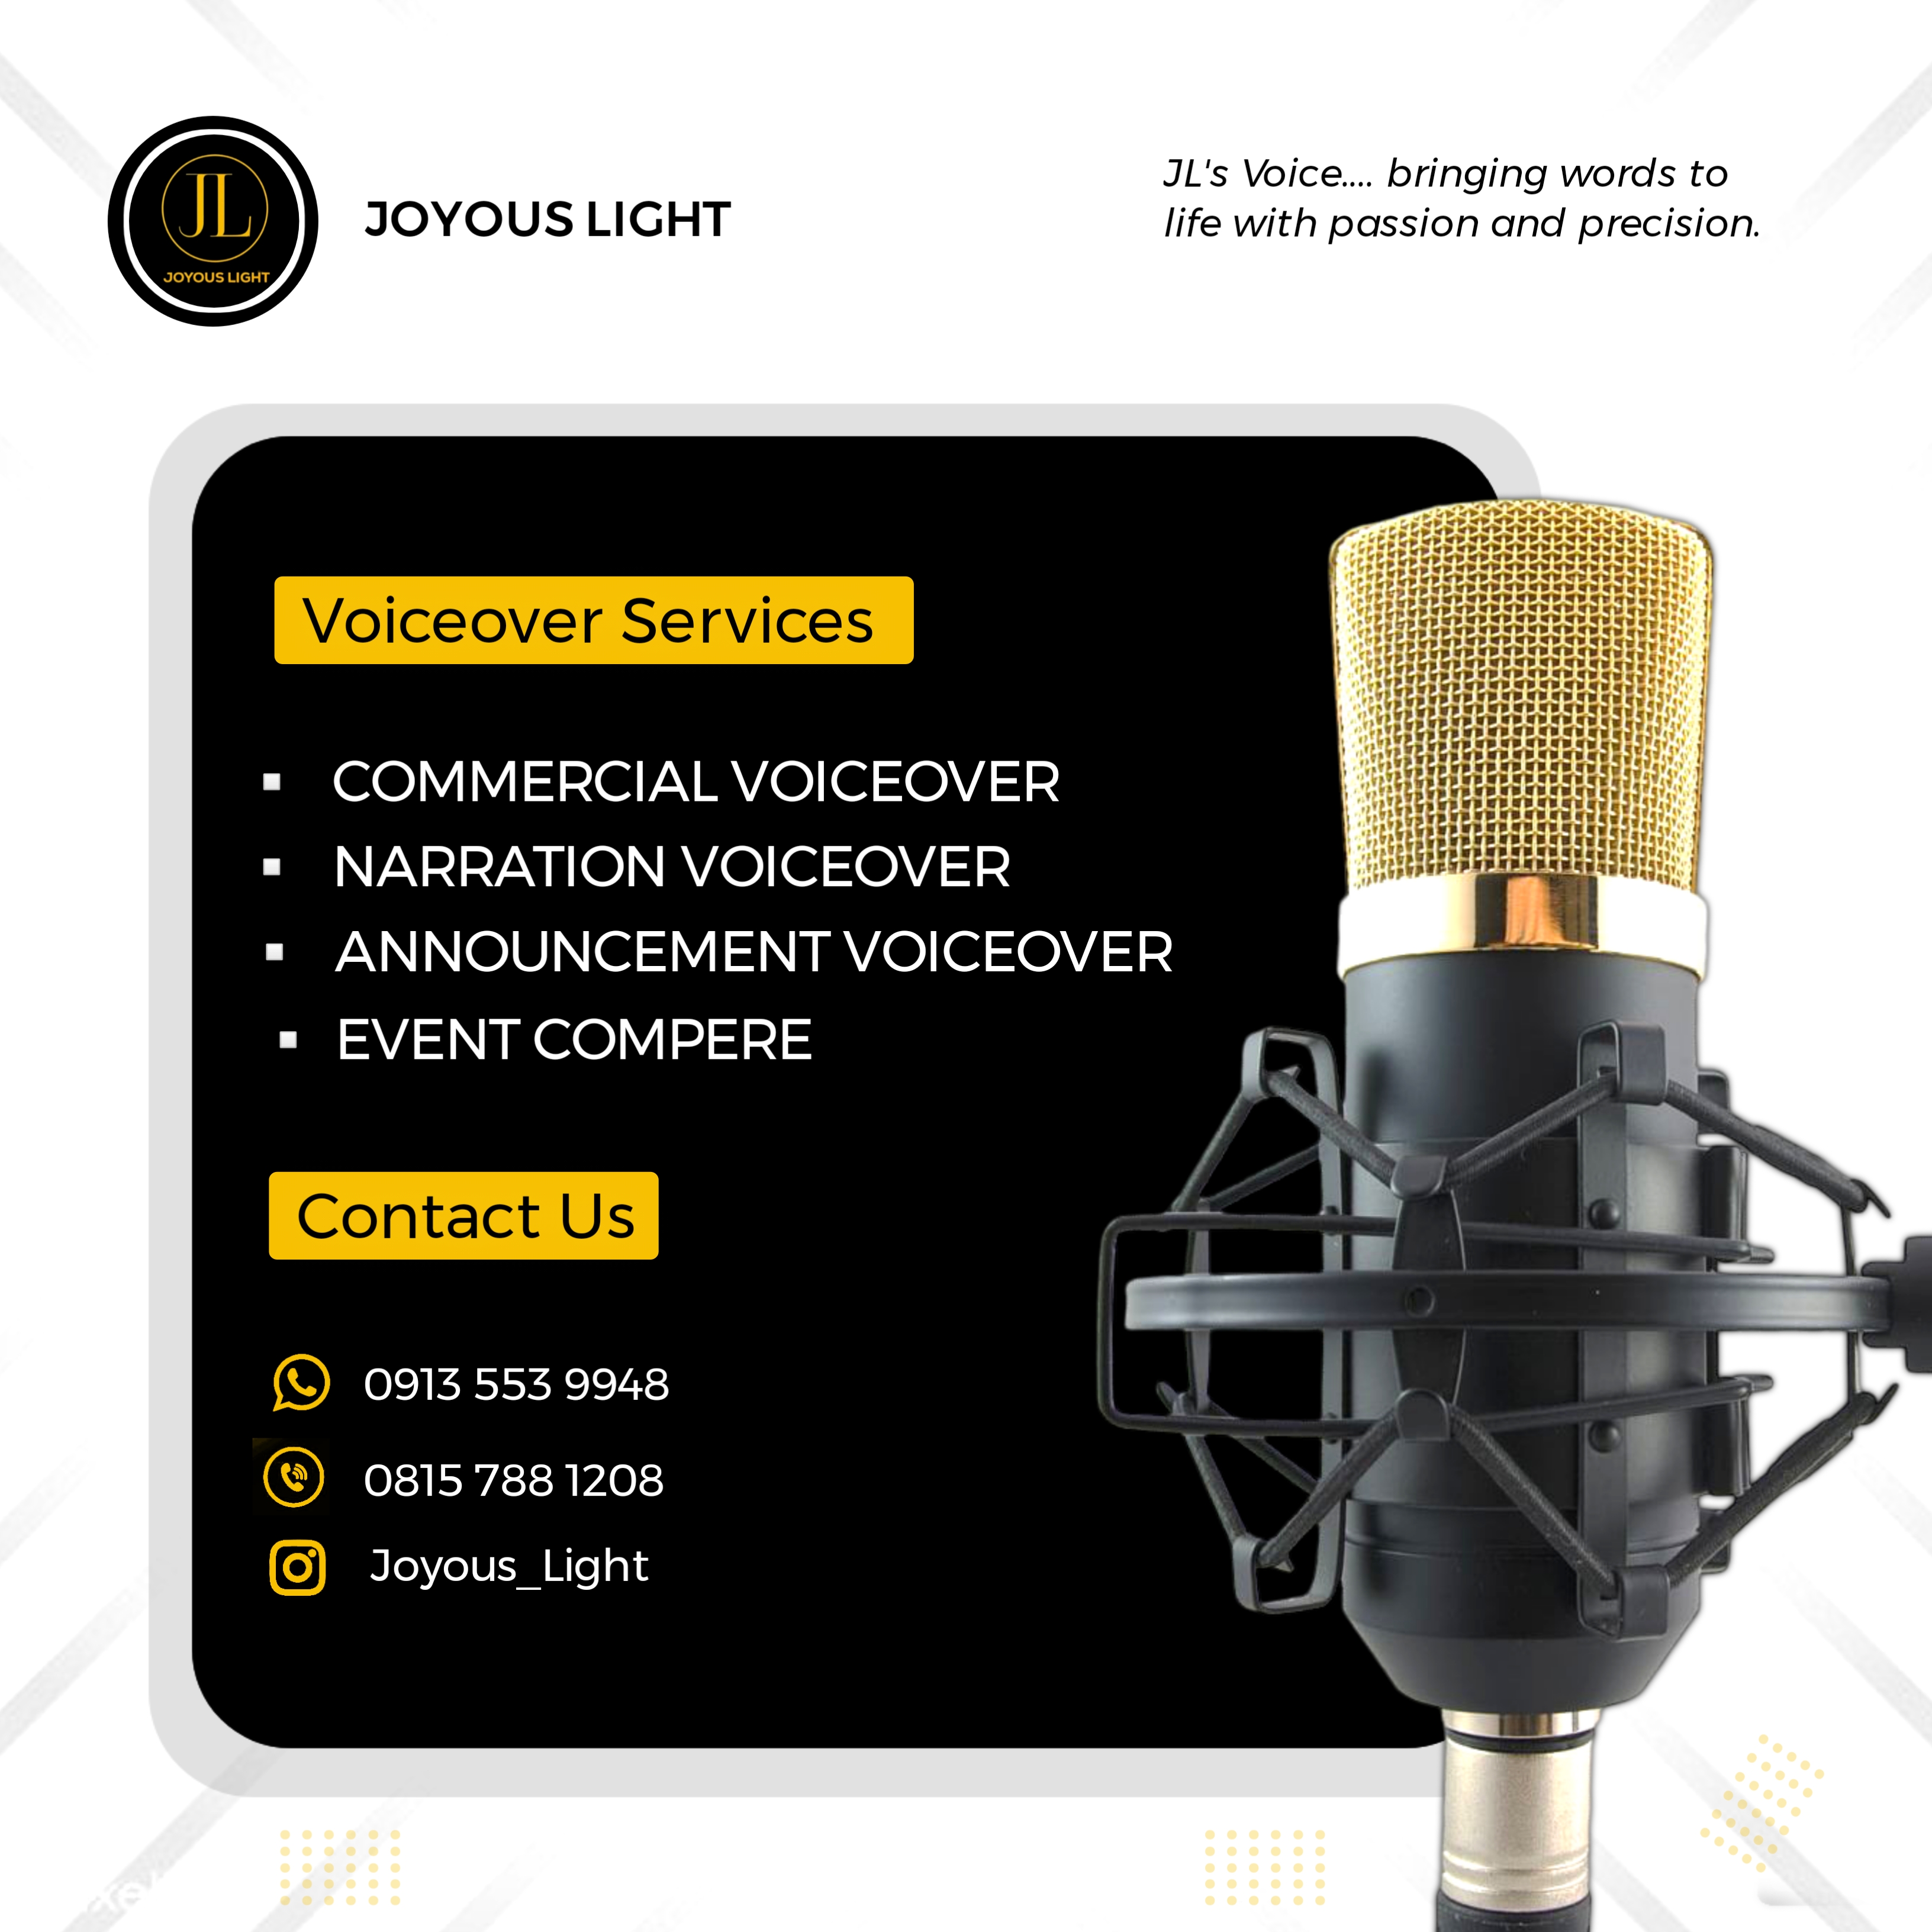 JL
JOYOUS LIGHT
JOYOUS LIGHT
JL's Voice.... bringing words to
life with passion and precision.
Voiceover Services
COMMERCIAL VOICEOVER
NARRATION VOICEOVER
ANNOUNCEMENT VOICEOVER
EVENT COMPERE
Contact Us
0913 553 9948
0815 788 1208
Joyous_Light